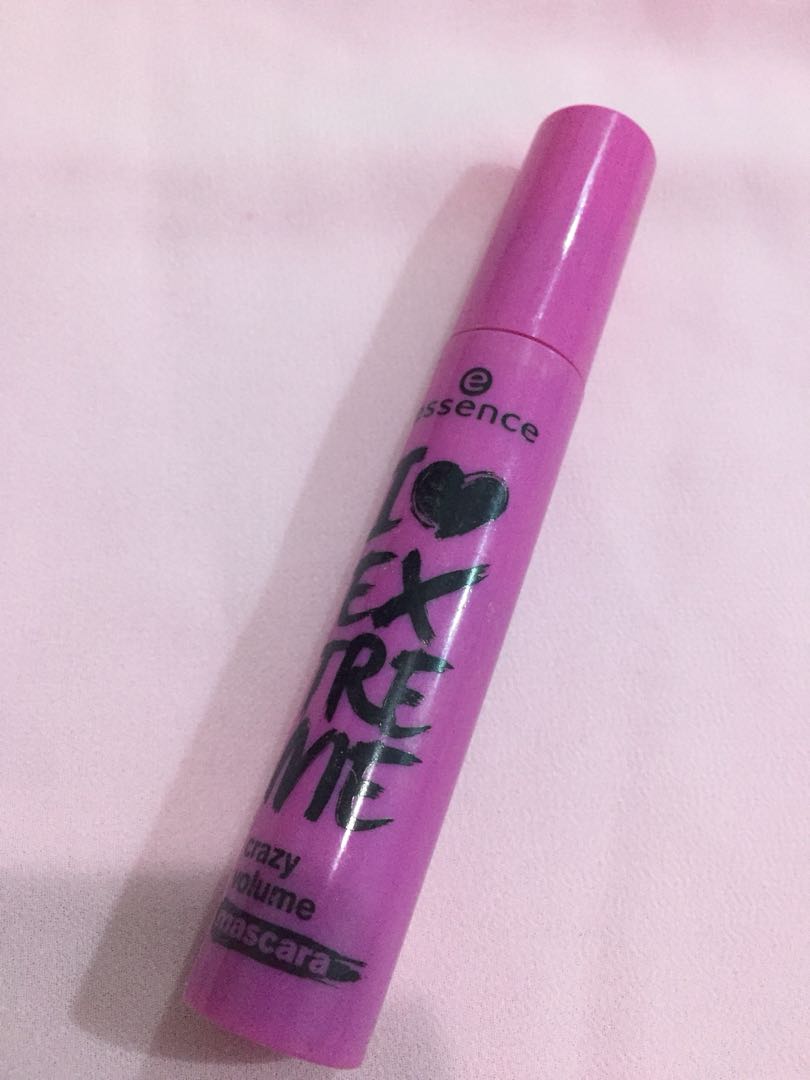 e
essence
I ♥
EX
TRE
ME
crazy
volume
mascara